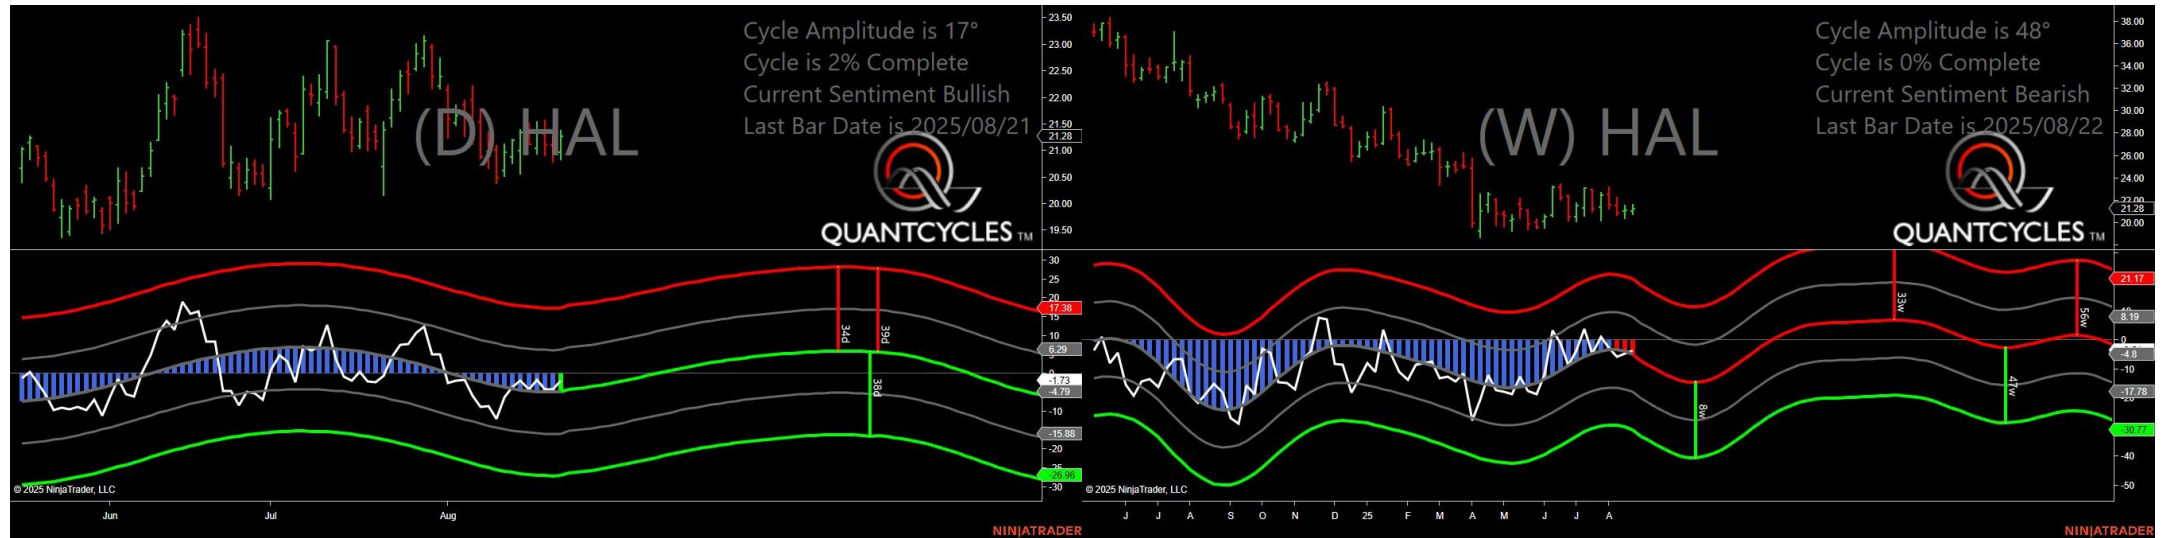 Cycle Amplitude is 17°
Cycle is 2% Complete
Current Sentiment Bullish
Last Bar Date is 2025/08/21
(D) HAL
QUANTCYCLES TM
23.50
23.00
22.50
22.00
21.50
21.28
21.00
20.50
20.00
19.50
30
25
20
17.38
15
10
6.29
5
0
-1.73
-4.79
-10
-15.88
-20
-25
-26.96
-30
34d
39d
38d
© 2025 NinjaTrader, LLC
Jun
Jul
Aug
NINJATRADER
Cycle Amplitude is 48°
Cycle is 0% Complete
Current Sentiment Bearish
Last Bar Date is 2025/08/22
(W) HAL
QUANTCYCLES TM
38.00
36.00
34.00
32.00
30.00
28.00
26.00
24.00
22.00
21.28
20.00
21.17
8.19
0
-4.8
-10
-17.78
-20
-30.77
-40
-50
33w
56w
8w
47w
© 2025 NinjaTrader, LLC
J
J
A
S
O
N
D
25
F
M
A
M
J
J
A
NINJATRADER